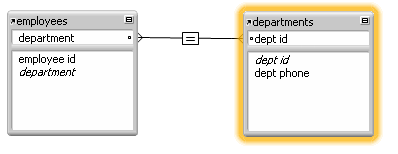 employees
department
employee id
department
=
departments
dept id
dept id
dept phone